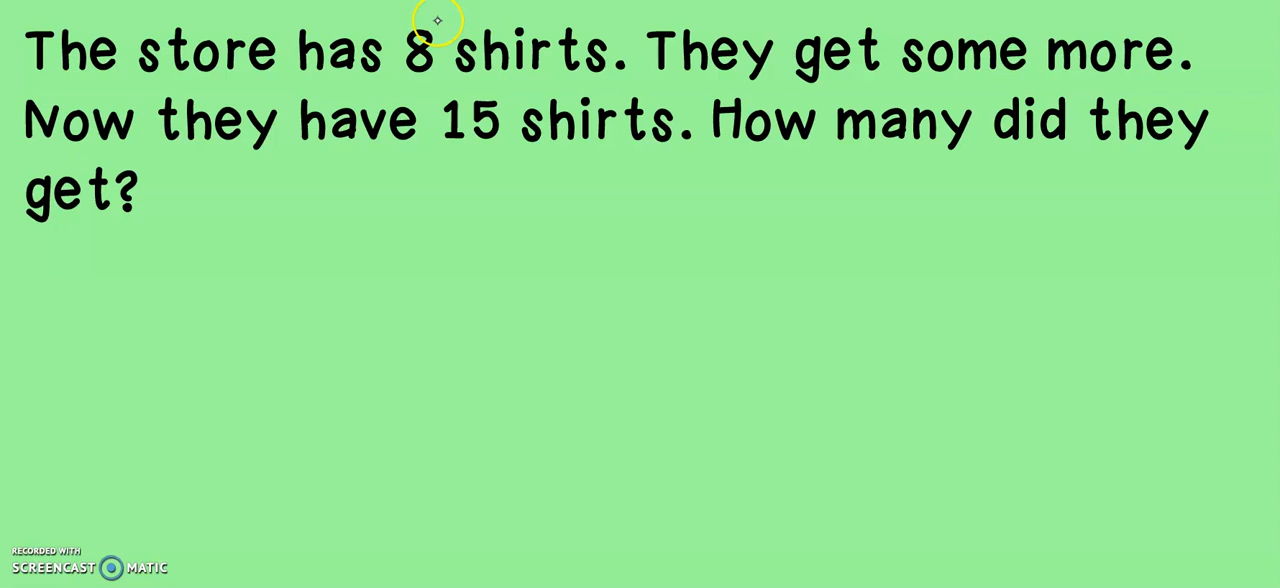 The store has 8 shirts. They get some more.
Now they have 15 shirts. How many did they
get?
RECORDED WITH
SCREENCAST MATIC